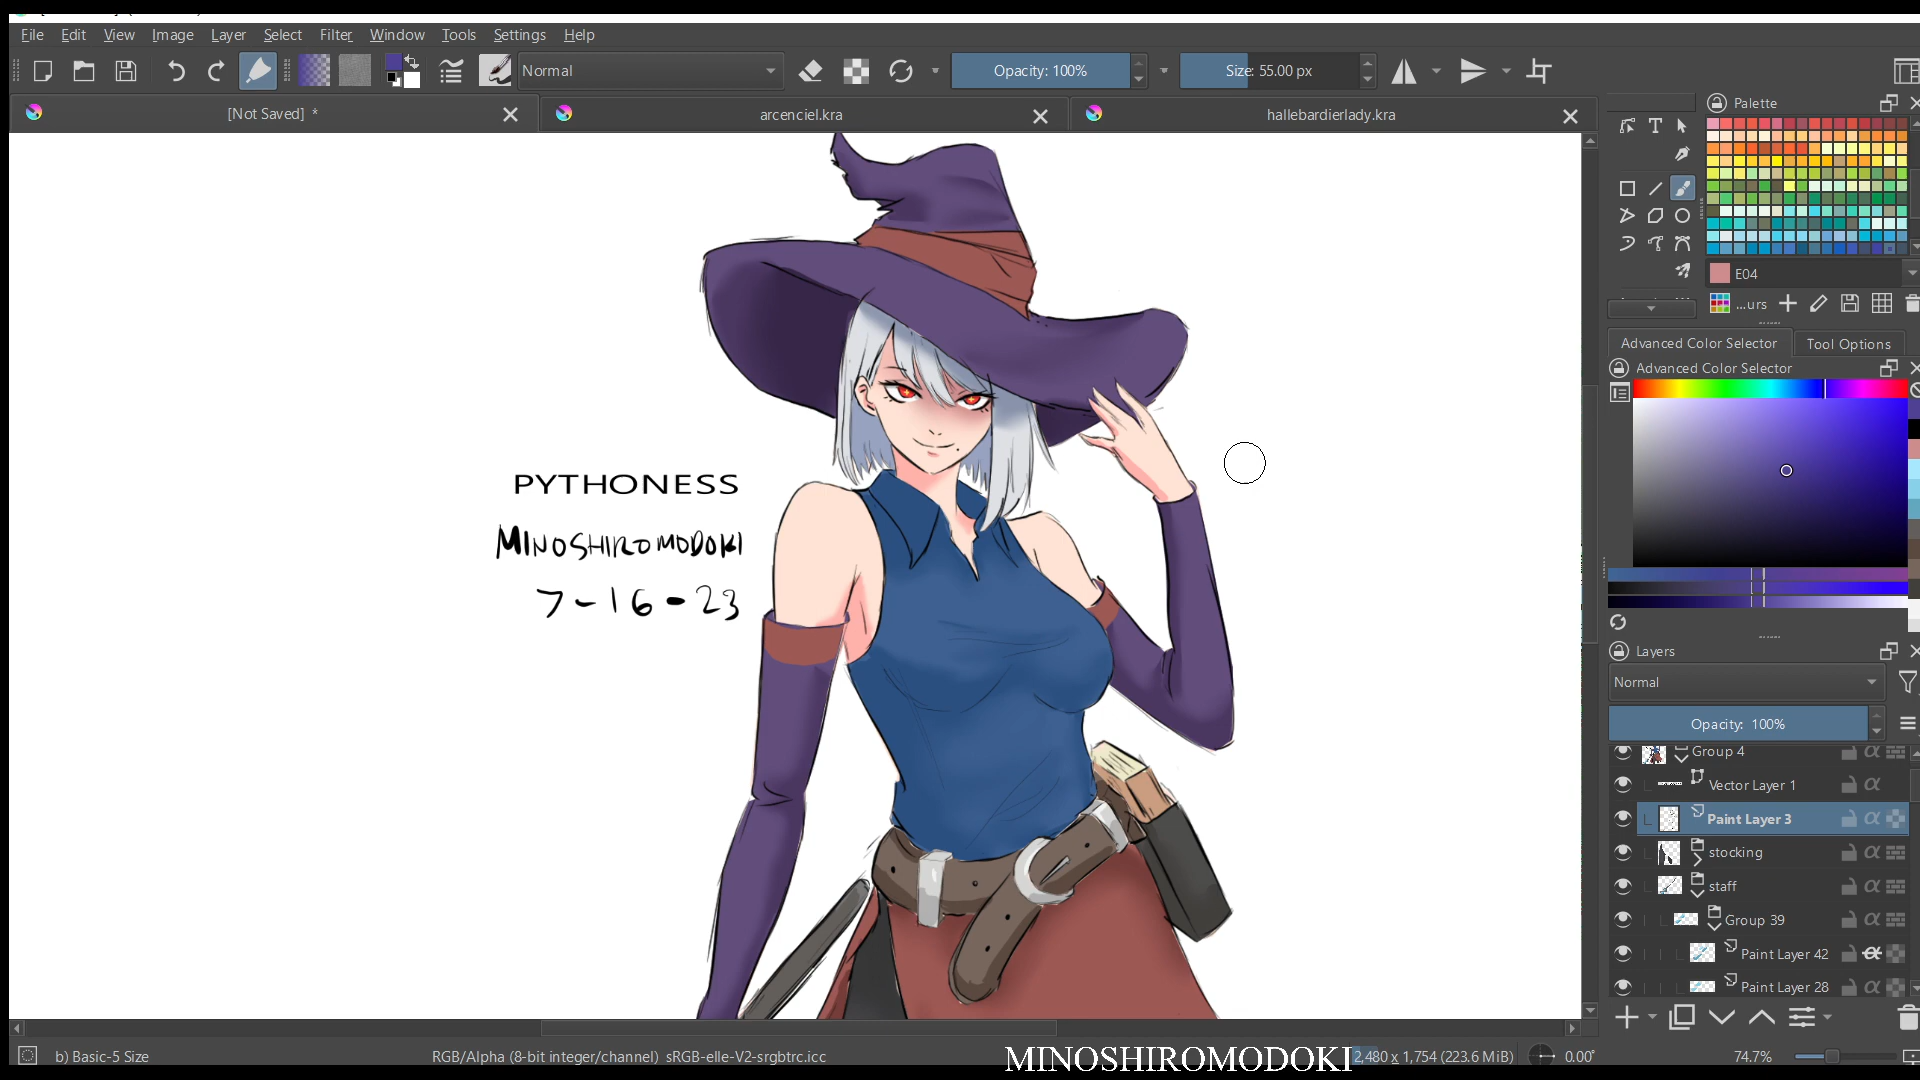 File Edit View Image Layer Select Filter Window Tools Settings Help
Normal
Opacity: 100%
Size: 55.00 px
[Not Saved] *
arcenciel.kra
hallebardierlady.kra
Palette
E04
...urs
Advanced Color Selector
Tool Options
Advanced Color Selector
PYTHONESS
MINOSHIROMODOKI
7-16-23
Layers
Normal
Opacity: 100%
Group 4
Vector Layer 1
Paint Layer 3
stocking
staff
Group 39
Paint Layer 42
Paint Layer 28
b) Basic-5 Size
RGB/Alpha (8-bit integer/channel) sRGB-elle-V2-srgbtrc.icc
MINOSHIROMODOKI
2,480 x 1,754 (223.6 MiB)
0.00°
74.7%